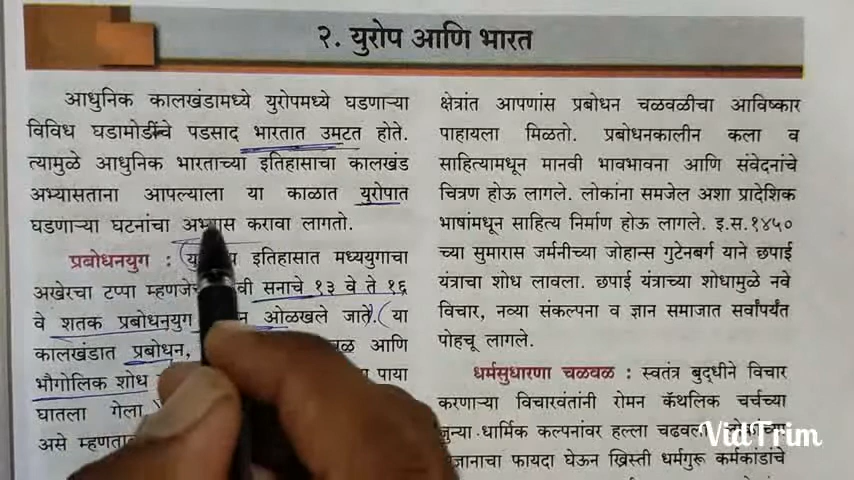 २. युरोप आणि भारत
आधुनिक कालखंडामध्ये युरोपमध्ये घडणाऱ्या
विविध घडामोडींचे पडसाद भारतात उमटत होते.
त्यामुळे आधुनिक भारताच्या इतिहासाचा कालखंड
अभ्यासताना आपल्याला या काळात युरोपात
घडणाऱ्या घटनांचा अभ्यास करावा लागतो.
प्रबोधनयुग : इतिहासात मध्ययुगाचा
अखेरचा टप्पा म्हणजेच सनाचे १३ वे ते १६
वे शतक प्रबोधनयुग ओळखले जाते. या
कालखंडात प्रबोधन, आणि
भौगोलिक शोध पाया
घातला गेला
असे
क्षेत्रांत आपणांस प्रबोधन चळवळीचा आविष्कार
पाहायला मिळतो. प्रबोधनकालीन कला व
साहित्यामधून मानवी भावभावना आणि संवेदनांचे
चित्रण होऊ लागले. लोकांना समजेल अशा प्रादेशिक
भाषांमधून साहित्य निर्माण होऊ लागले. इ.स.१४५०
च्या सुमारास जर्मनीच्या जोहान्स गुटेनबर्ग याने छपाई
यंत्राचा शोध लावला. छपाई यंत्राच्या शोधामुळे नवे
विचार, नव्या संकल्पना व ज्ञान समाजात सर्वांपर्यंत
पोहचू लागले.
धर्मसुधारणा चळवळ : स्वतंत्र बुद्धीने विचार
करणाऱ्या विचारवंतांनी रोमन कॅथलिक चर्चच्या
जुन्या धार्मिक कल्पनांवर हल्ला
फायदा घेऊन ख्रिस्ती धर्मगुरू कर्मकांडांचे
VidTrim